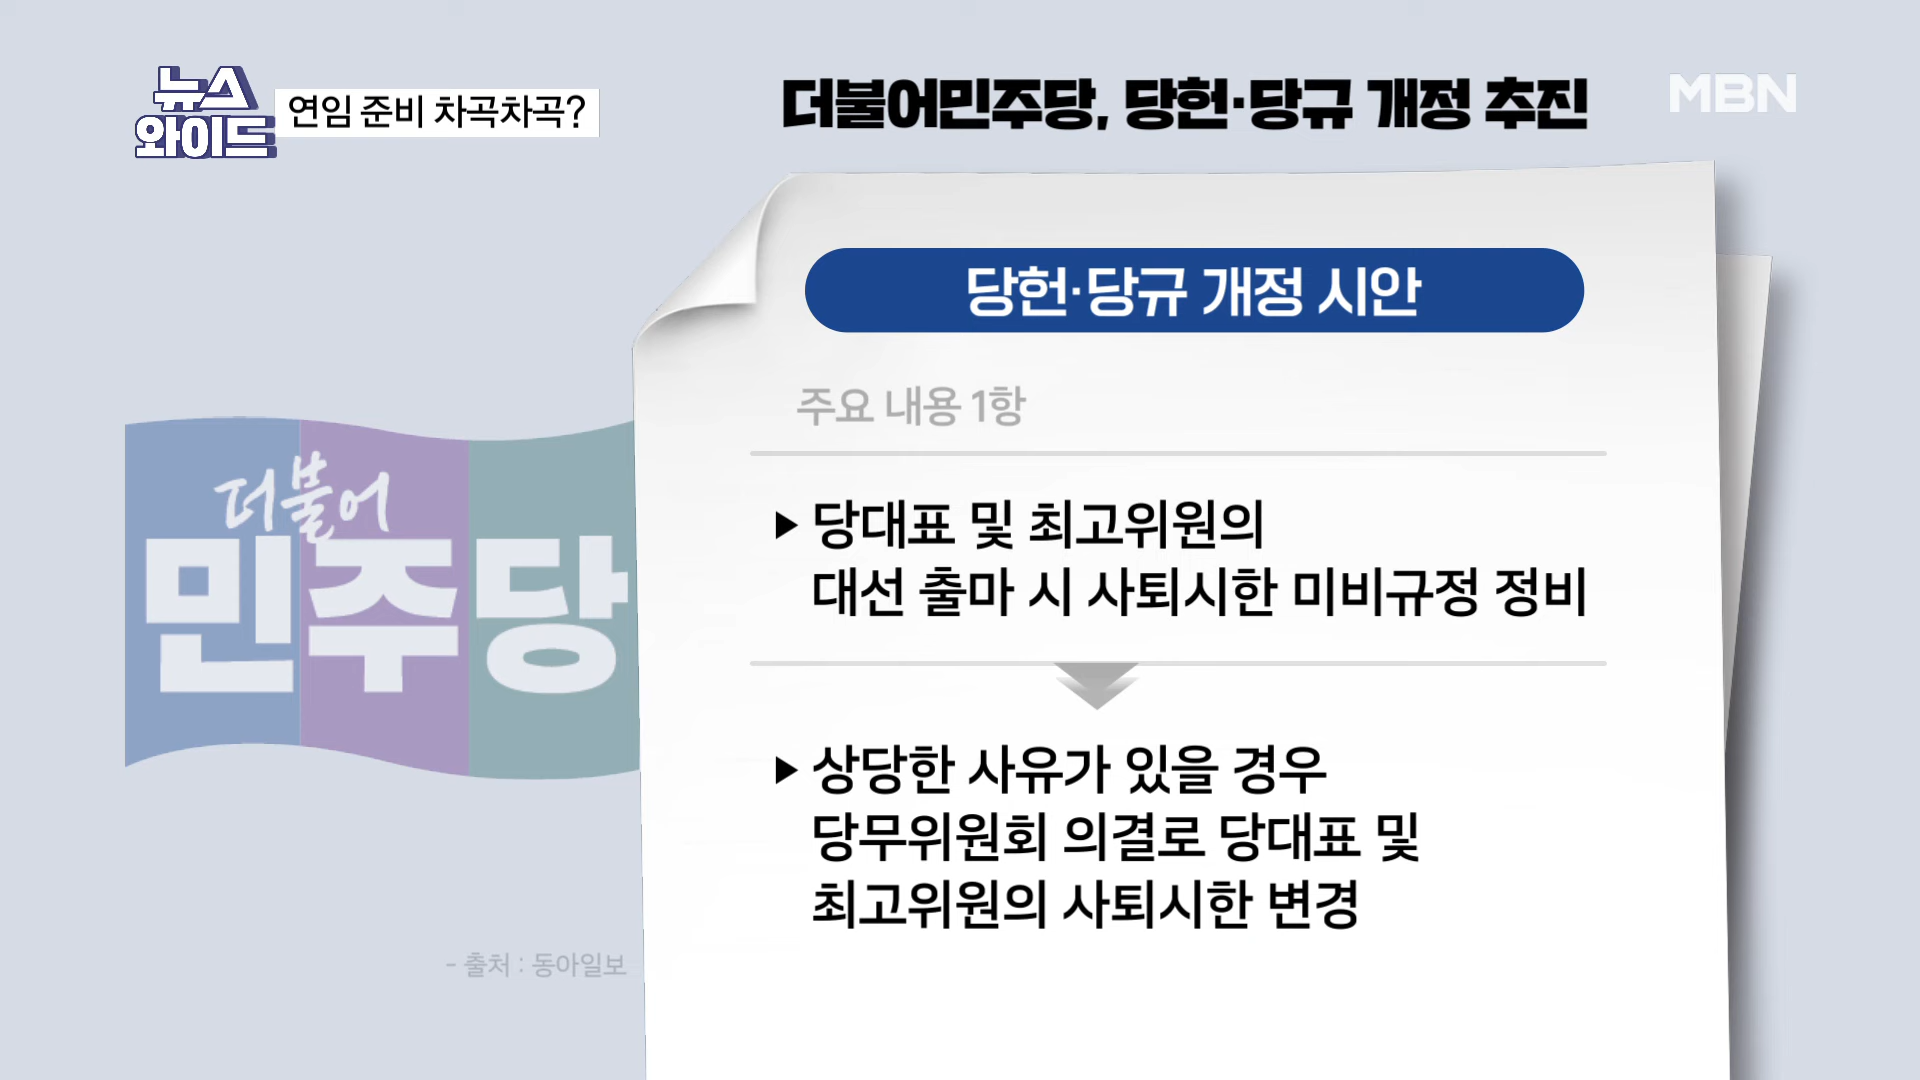 뉴스
와이드
연임 준비 차곡차곡?
더불어민주당, 당헌·당규 개정 추진
MBN
당헌·당규 개정 시안
주요 내용 1항
▶ 당대표 및 최고위원의
대선 출마 시 사퇴시한 미비규정 정비
▶ 상당한 사유가 있을 경우
당무위원회 의결로 당대표 및
최고위원의 사퇴시한 변경
더불어
민주당
- 출처 : 동아일보